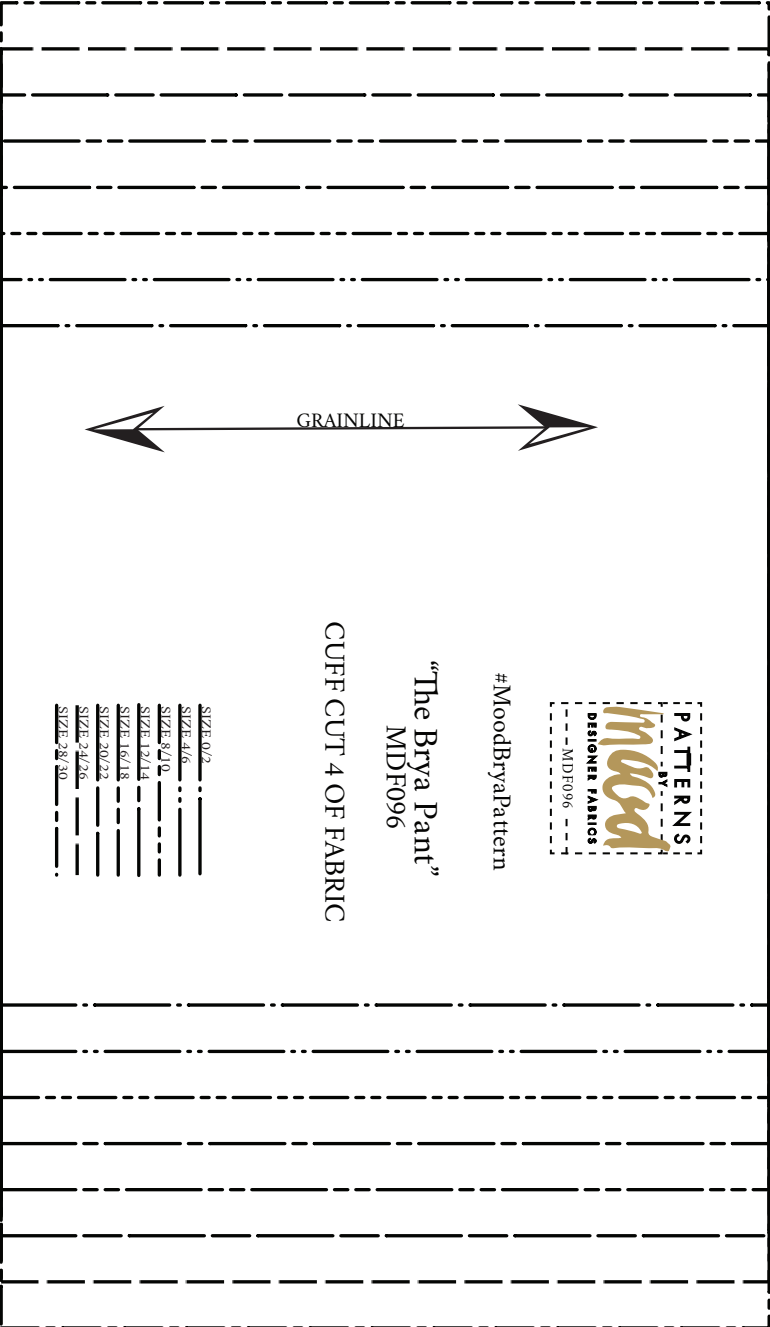 GRAINLINE
PATTERNS
BY
mood
DESIGNER FABRICS
MDF096
#MoodBryaPattern
“The Brya Pant”
MDF096
CUFF CUT 4 OF FABRIC
SIZE 0/2
SIZE 4/6
SIZE 8/10
SIZE 12/14
SIZE 16/18
SIZE 20/22
SIZE 24/26
SIZE 28/30